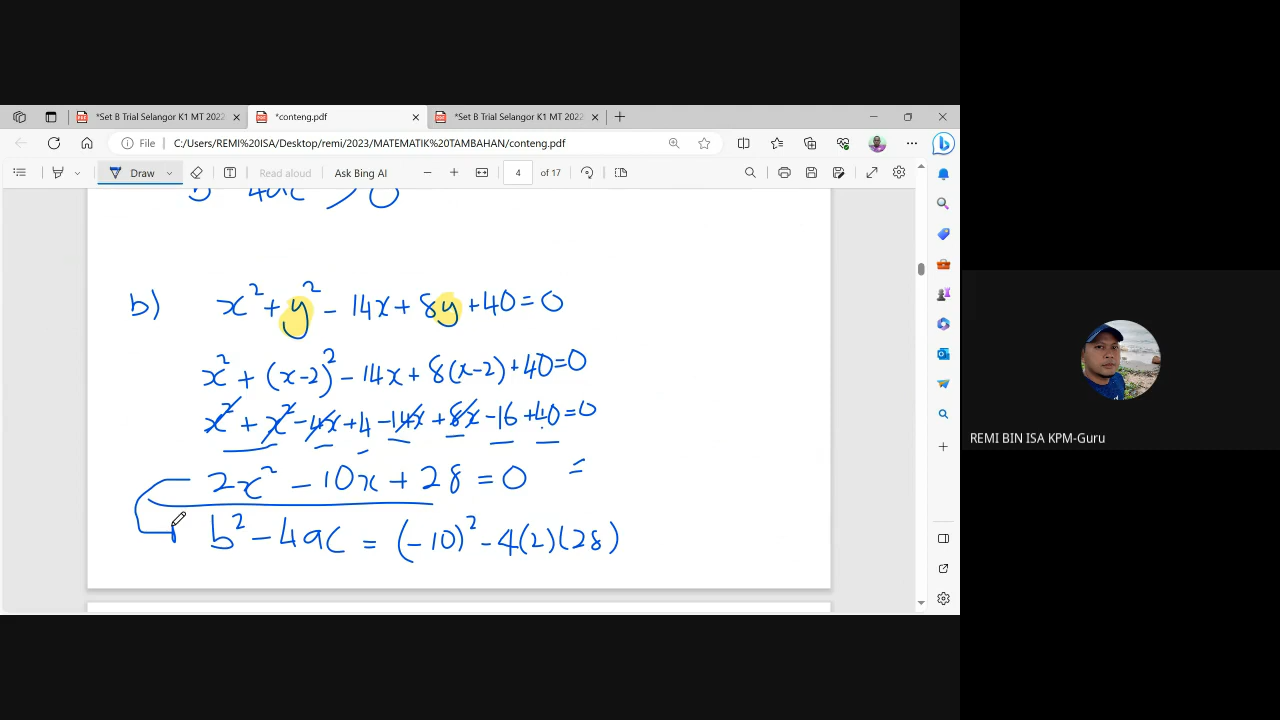 *Set B Trial Selangor K1 MT 2022
*conteng.pdf
*Set B Trial Selangor K1 MT 2022
File
C:/Users/REMI%20ISA/Desktop/remi/2023/MATEMATIK%20TAMBAHAN/conteng.pdf
Draw
Read aloud
Ask Bing AI
4 of 17
b) x² + y² - 14x + 8y + 40 = 0
x² + (x-2)² - 14x + 8(x-2) + 40 = 0
x² + x² - 4x + 4 - 14x + 8x - 16 + 40 = 0
2x² - 10x + 28 = 0 =
b² - 4ac = (-10)² - 4(2)(28)
REMI BIN ISA KPM-Guru